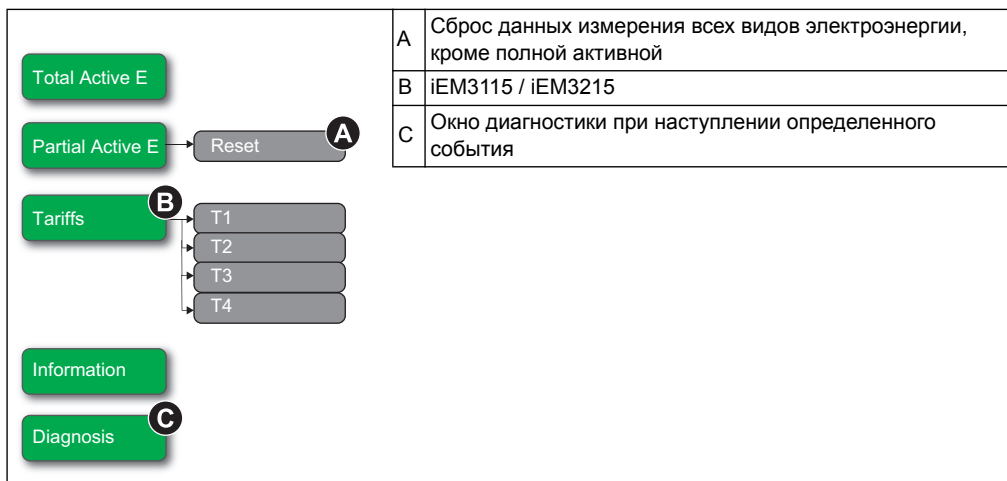 Total Active E
Partial Active E
Reset
A
Tariffs
B
T1
T2
T3
T4
Information
Diagnosis
C
A
Сброс данных измерения всех видов электроэнергии,
кроме полной активной
B
iEM3115 / iEM3215
C
Окно диагностики при наступлении определенного
события